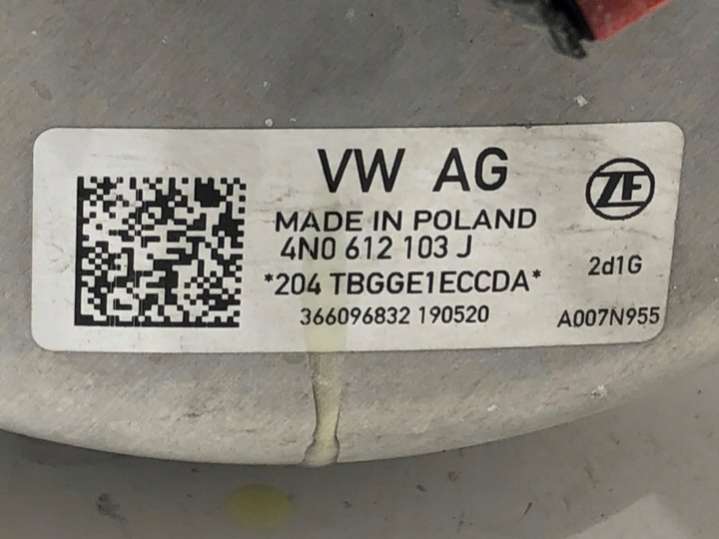 VW AG
ZF
MADE IN POLAND
4N0 612 103 J
*204 TBGGE1ECCDA*
2d1G
366096832 190520
A007N955